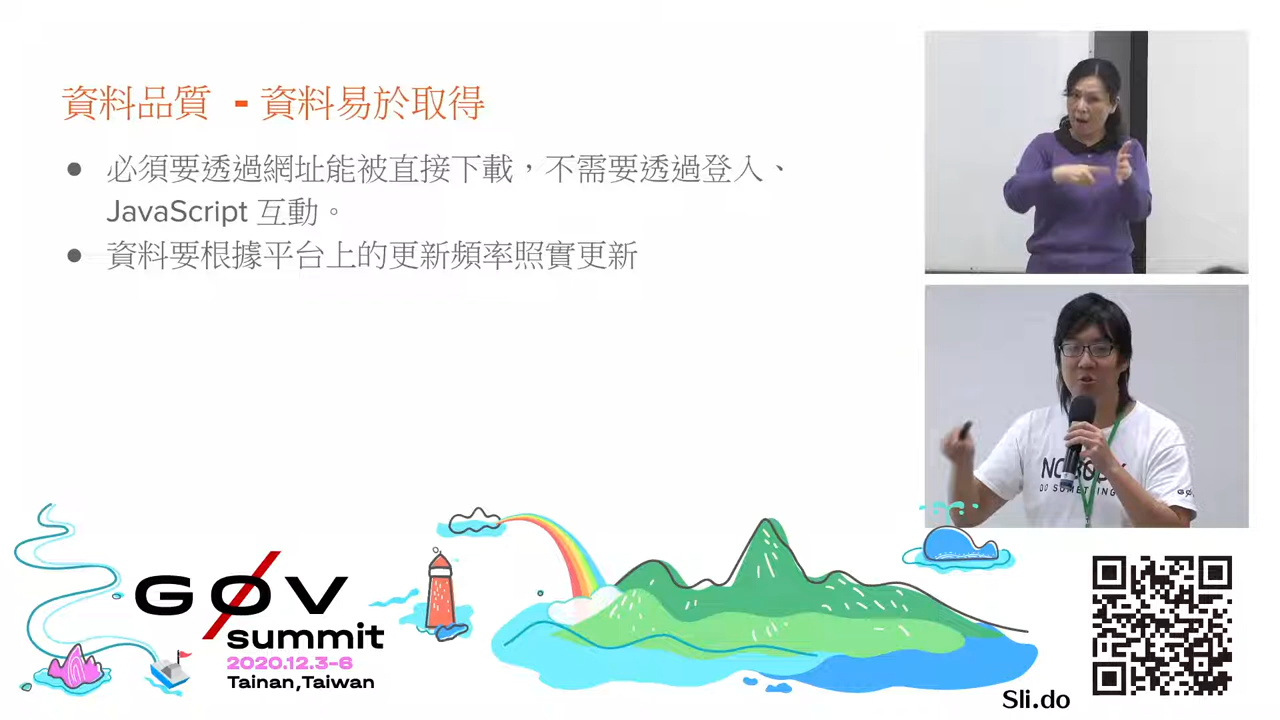 資料品質 - 資料易於取得
● 必須要透過網址能被直接下載，不需要透過登入、
JavaScript 互動。
● 資料要根據平台上的更新頻率照實更新
DO SOMETHING
GØV
summit
2020.12.3-6
Tainan,Taiwan
Sli.do